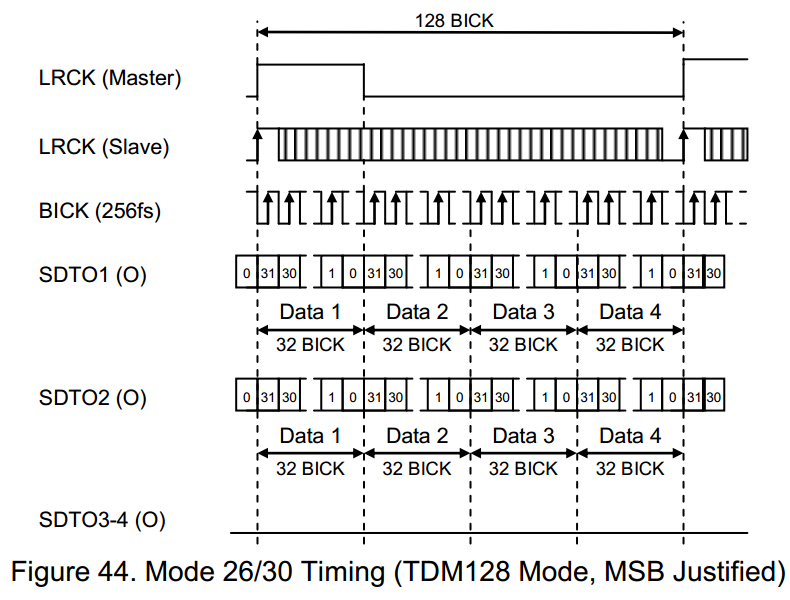 128 BICK
LRCK (Master)
LRCK (Slave)
BICK (256fs)
SDTO1 (O) 0 31 30 1 0 31 30 1 0 31 30 1 0 31 30 1 0 31 30
Data 1 Data 2 Data 3 Data 4
32 BICK 32 BICK 32 BICK 32 BICK
SDTO2 (O) 0 31 30 1 0 31 30 1 0 31 30 1 0 31 30 1 0 31 30
Data 1 Data 2 Data 3 Data 4
32 BICK 32 BICK 32 BICK 32 BICK
SDTO3-4 (O)
Figure 44. Mode 26/30 Timing (TDM128 Mode, MSB Justified)